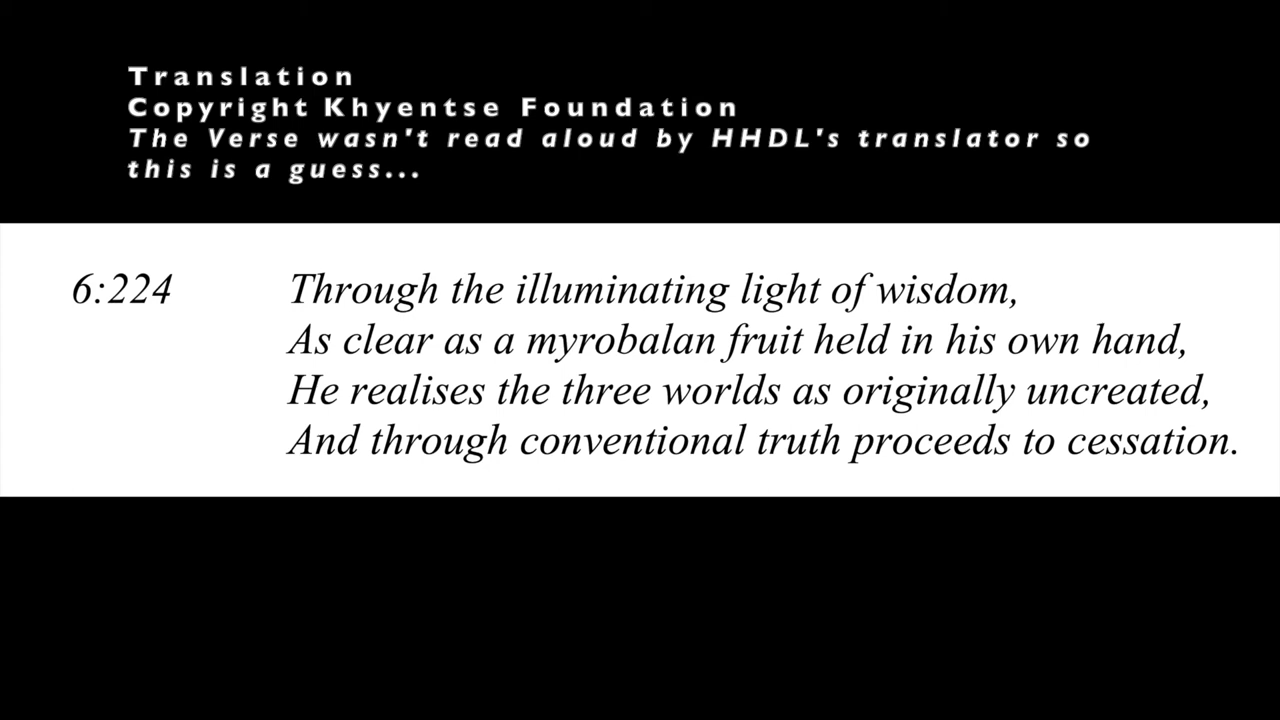 Translation
Copyright Khyentse Foundation
The Verse wasn't read aloud by HHDL's translator so
this is a guess...
6:224 Through the illuminating light of wisdom,
As clear as a myrobalan fruit held in his own hand,
He realises the three worlds as originally uncreated,
And through conventional truth proceeds to cessation.